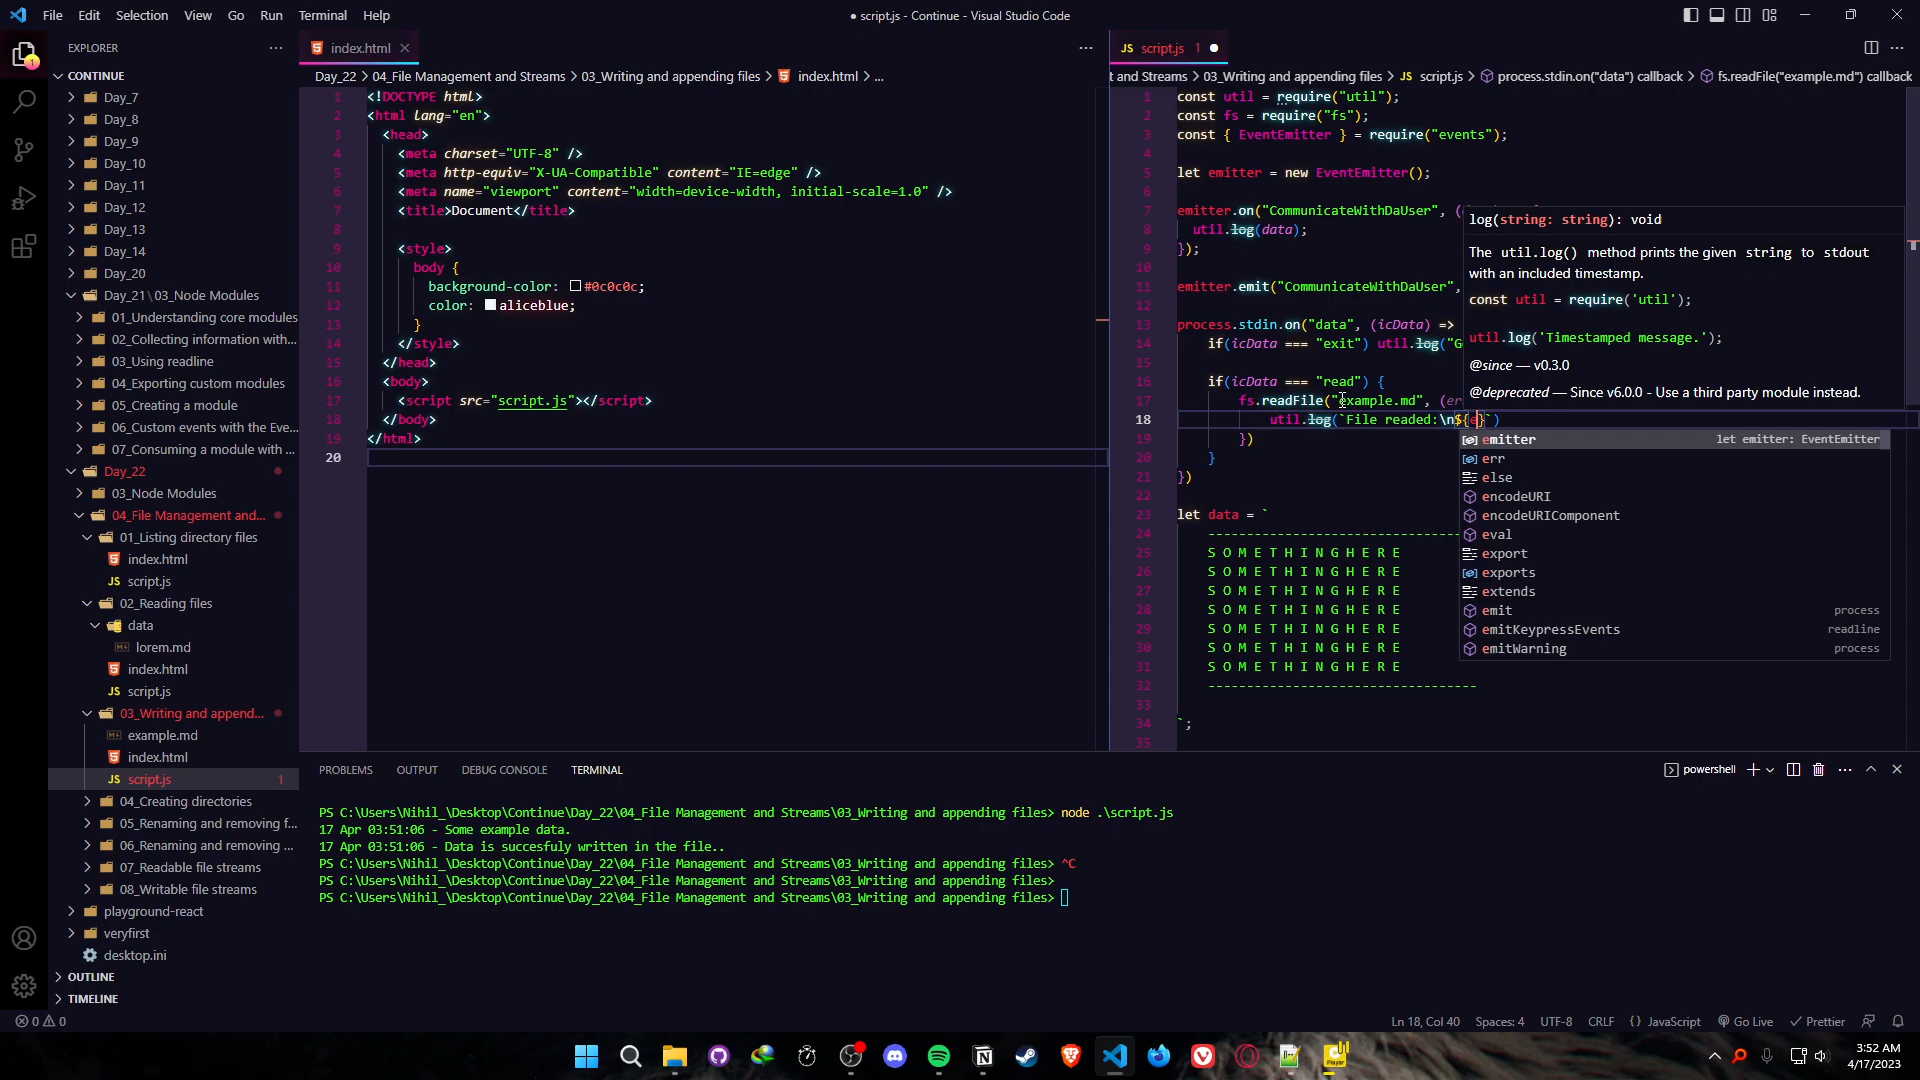 File Edit Selection View Go Run Terminal Help
● script.js - Continue - Visual Studio Code
EXPLORER
CONTINUE
Day_7
Day_8
Day_9
Day_10
Day_11
Day_12
Day_13
Day_14
Day_20
Day_21\03_Node Modules
01_Understanding core modules
02_Collecting information with...
03_Using readline
04_Exporting custom modules
05_Creating a module
06_Custom events with the Eve...
07_Consuming a module with ...
Day_22
03_Node Modules
04_File Management and...
01_Listing directory files
index.html
JS script.js
02_Reading files
data
lorem.md
index.html
JS script.js
03_Writing and append...
example.md
index.html
JS script.js 1
04_Creating directories
05_Renaming and removing f...
06_Renaming and removing ...
07_Readable file streams
08_Writable file streams
playground-react
veryfirst
desktop.ini
OUTLINE
TIMELINE
index.html
Day_22 > 04_File Management and Streams > 03_Writing and appending files > index.html > ...
1 <!DOCTYPE html>
2 <html lang="en">
3 <head>
4 <meta charset="UTF-8" />
5 <meta http-equiv="X-UA-Compatible" content="IE=edge" />
6 <meta name="viewport" content="width=device-width, initial-scale=1.0" />
7 <title>Document</title>
8
9 <style>
10 body {
11 background-color: #0c0c0c;
12 color: aliceblue;
13 }
14 </style>
15 </head>
16 <body>
17 <script src="script.js"></script>
18 </body>
19 </html>
20
JS script.js 1
t and Streams > 03_Writing and appending files > JS script.js > process.stdin.on("data") callback > fs.readFile("example.md") callback
1 const util = require("util");
2 const fs = require("fs");
3 const { EventEmitter } = require("events");
4
5 let emitter = new EventEmitter();
6
7 emitter.on("CommunicateWithDaUser", (
8 util.log(data);
9 });
10
11 emitter.emit("CommunicateWithDaUser",
12
13 process.stdin.on("data", (icData) =>
14 if(icData === "exit") util.log("G
15
16 if(icData === "read") {
17 fs.readFile("example.md", (er
18 util.log(`File readed:\n${e}`)
19 })
20 }
21 })
22
23 let data = `
24 ---------------------------------
25 S O M E T H I N G H E R E
26 S O M E T H I N G H E R E
27 S O M E T H I N G H E R E
28 S O M E T H I N G H E R E
29 S O M E T H I N G H E R E
30 S O M E T H I N G H E R E
31 S O M E T H I N G H E R E
32 -----------------------------------
33
34 `;
35
log(string: string): void
The util.log() method prints the given string to stdout
with an included timestamp.
const util = require('util');
util.log('Timestamped message.');
@since — v0.3.0
@deprecated — Since v6.0.0 - Use a third party module instead.
emitter let emitter: EventEmitter
err
else
encodeURI
encodeURIComponent
eval
export
exports
extends
emit process
emitKeypressEvents readline
emitWarning process
PROBLEMS OUTPUT DEBUG CONSOLE TERMINAL
powershell
PS C:\Users\Nihil_\Desktop\Continue\Day_22\04_File Management and Streams\03_Writing and appending files> node .\script.js
17 Apr 03:51:06 - Some example data.
17 Apr 03:51:06 - Data is succesfuly written in the file..
PS C:\Users\Nihil_\Desktop\Continue\Day_22\04_File Management and Streams\03_Writing and appending files> ^C
PS C:\Users\Nihil_\Desktop\Continue\Day_22\04_File Management and Streams\03_Writing and appending files>
PS C:\Users\Nihil_\Desktop\Continue\Day_22\04_File Management and Streams\03_Writing and appending files>
0 0
Ln 18, Col 40 Spaces: 4 UTF-8 CRLF {} JavaScript Go Live Prettier
3:52 AM
4/17/2023